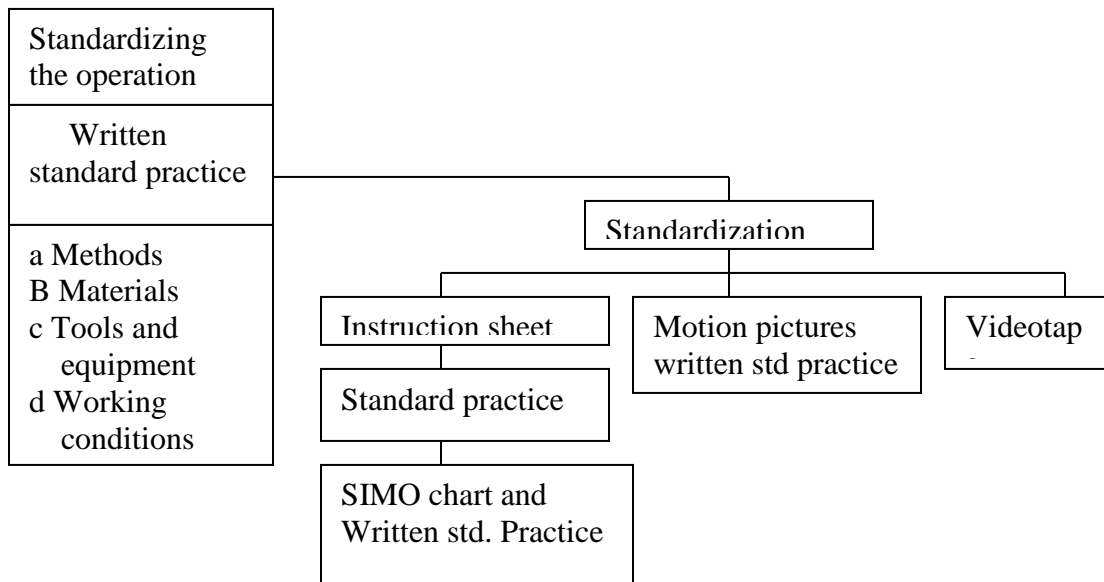 Standardizing
the operation
Written
standard practice
a Methods
B Materials
c Tools and
equipment
d Working
conditions
Standardization
Instruction sheet
Motion pictures
written std practice
Videotap
Standard practice
SIMO chart and
Written std. Practice